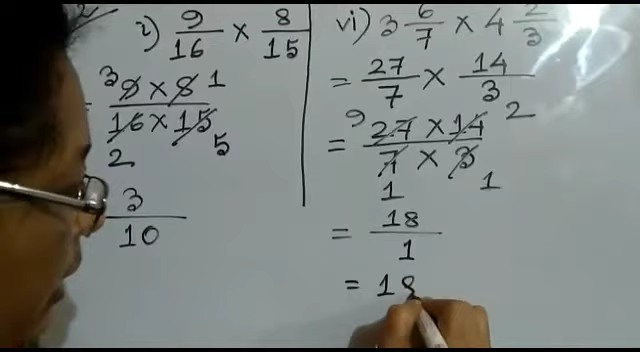 i) 9/16 × 8/15
3 9 × 8 1
16 × 15
2 5
3/10
vi) 3 6/7 × 4 2/3
= 27/7 × 14/3
= 9 27 × 14 2
7 × 3
1 1
= 18/1
= 18